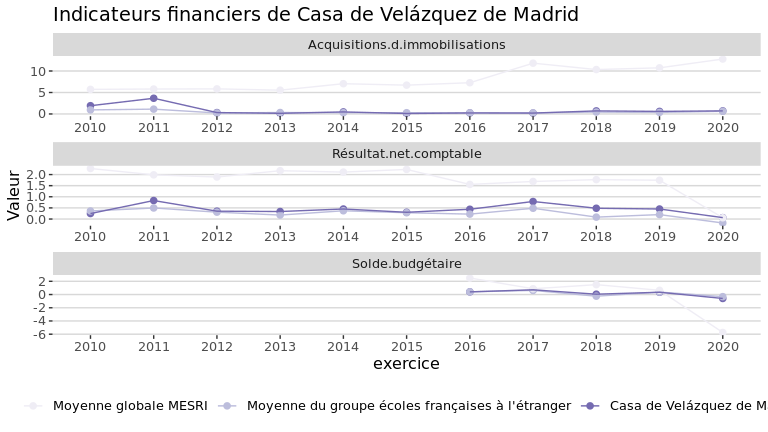 Indicateurs financiers de Casa de Velázquez de Madrid
Acquisitions.d.immobilisations
10
5
0
2010 2011 2012 2013 2014 2015 2016 2017 2018 2019 2020
Résultat.net.comptable
2.0
1.5
1.0
0.5
0.0
2010 2011 2012 2013 2014 2015 2016 2017 2018 2019 2020
Valeur
Solde.budgétaire
2
0
-2
-4
-6
2010 2011 2012 2013 2014 2015 2016 2017 2018 2019 2020
exercice
Moyenne globale MESRI Moyenne du groupe écoles françaises à l'étranger Casa de Velázquez de M